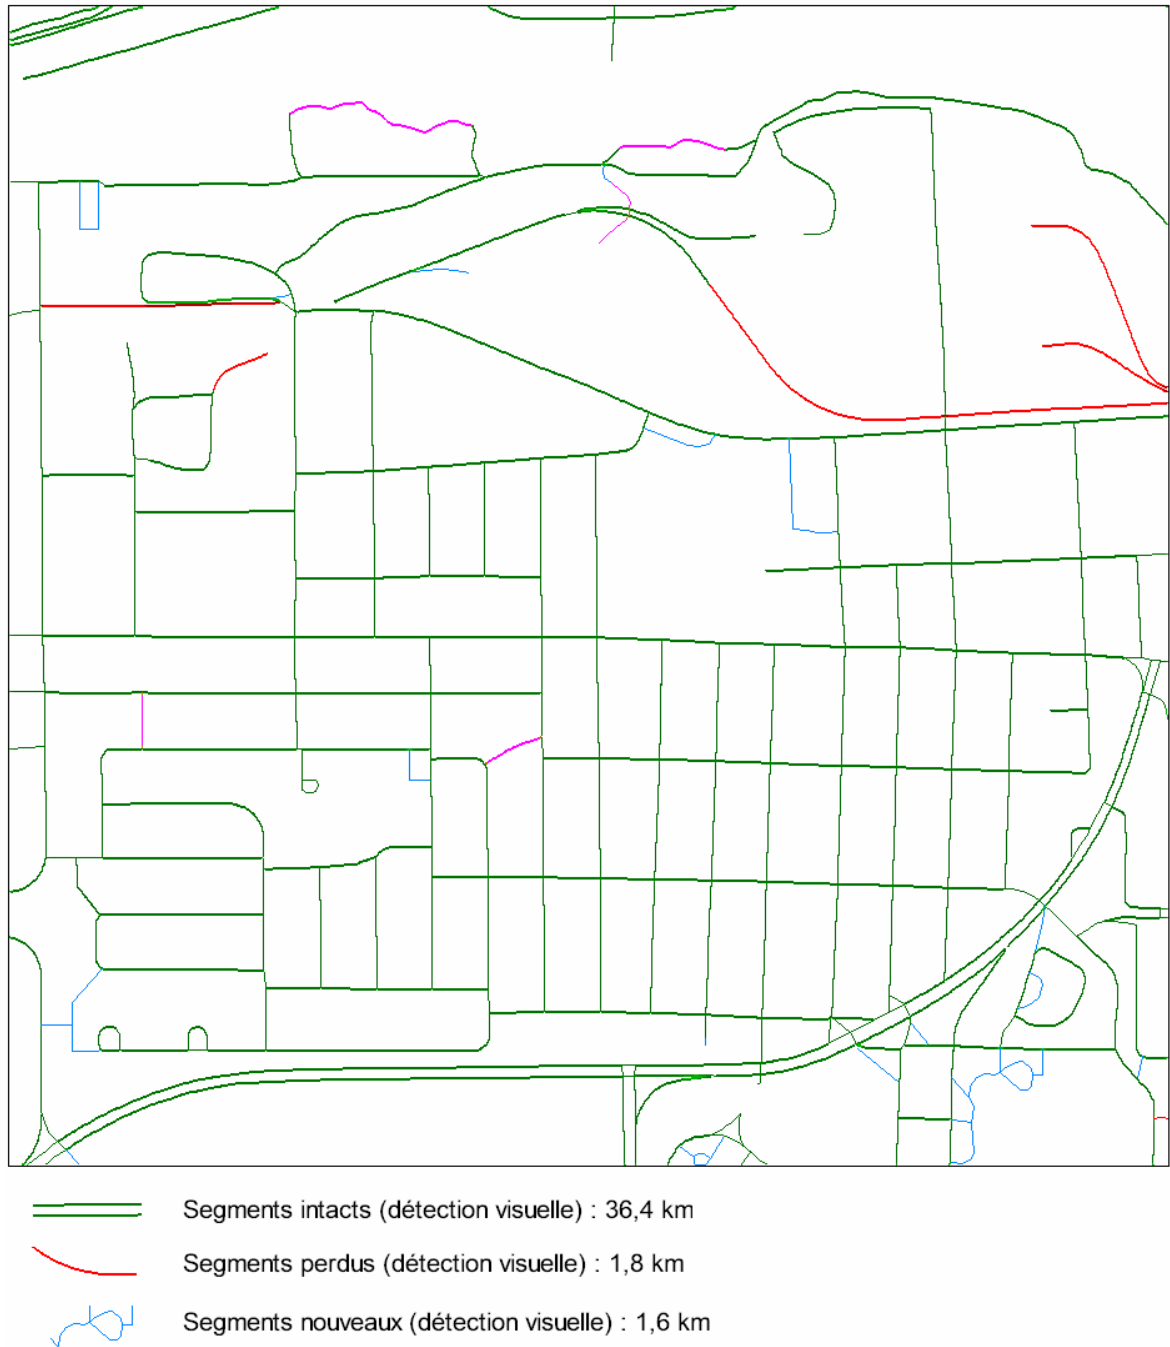 Segments intacts (détection visuelle) : 36,4 km
Segments perdus (détection visuelle) : 1,8 km
Segments nouveaux (détection visuelle) : 1,6 km